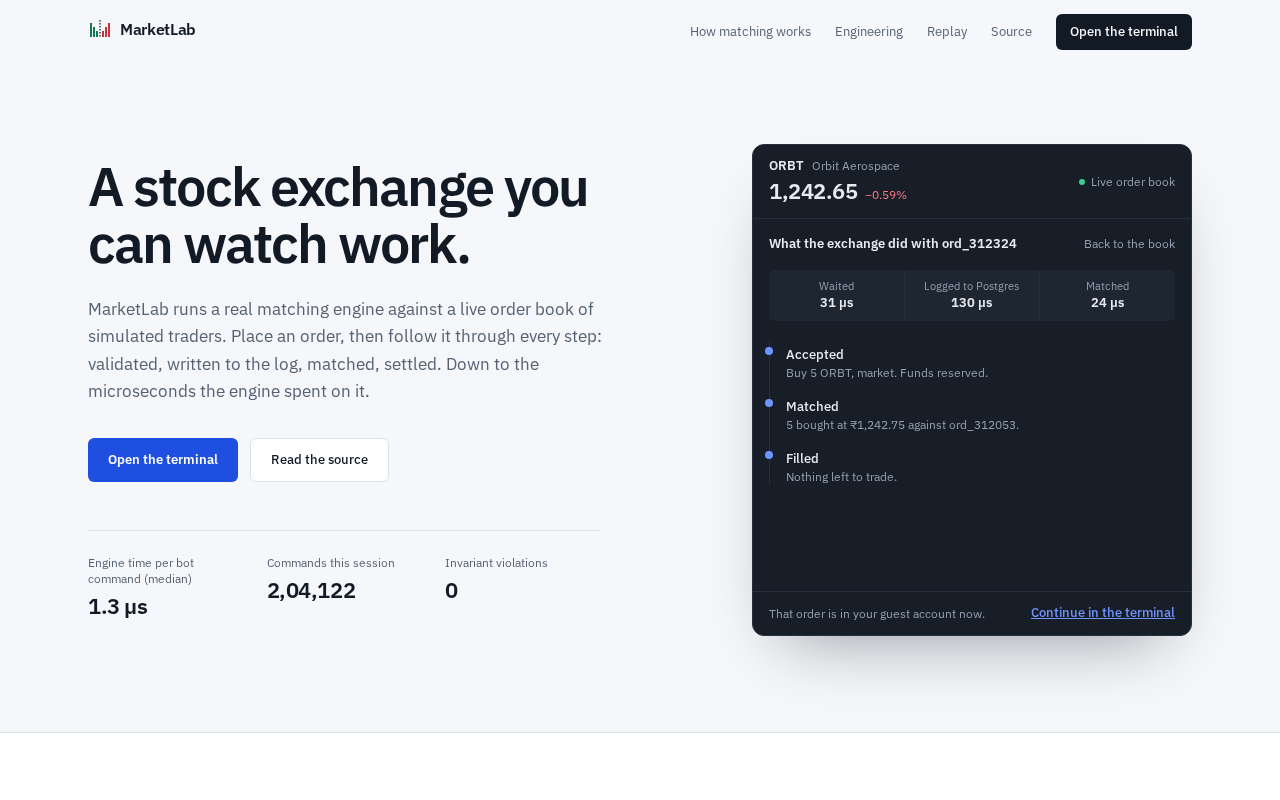 MarketLab
How matching works
Engineering
Replay
Source
Open the terminal
A stock exchange you
can watch work.
MarketLab runs a real matching engine against a live order book of
simulated traders. Place an order, then follow it through every step:
validated, written to the log, matched, settled. Down to the
microseconds the engine spent on it.
Open the terminal
Read the source
Engine time per bot
command (median)
1.3 µs
Commands this session
2,04,122
Invariant violations
0
ORBT Orbit Aerospace
1,242.65 −0.59%
Live order book
What the exchange did with ord_312324
Back to the book
Waited
31 µs
Logged to Postgres
130 µs
Matched
24 µs
Accepted
Buy 5 ORBT, market. Funds reserved.
Matched
5 bought at ₹1,242.75 against ord_312053.
Filled
Nothing left to trade.
That order is in your guest account now.
Continue in the terminal